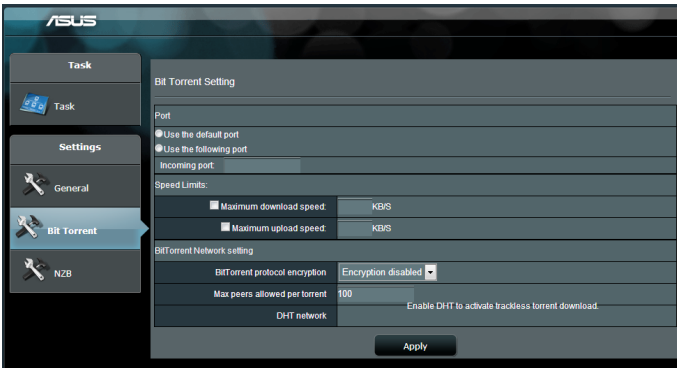 ASUS
Task
Task
Settings
General
Bit Torrent
NZB
Bit Torrent Setting
Port
Use the default port
Use the following port
Incoming port:
Speed Limits:
Maximum download speed: KB/S
Maximum upload speed: KB/S
BitTorrent Network setting
BitTorrent protocol encryption Encryption disabled
Max peers allowed per torrent 100
Enable DHT to activate trackless torrent download.
DHT network
Apply